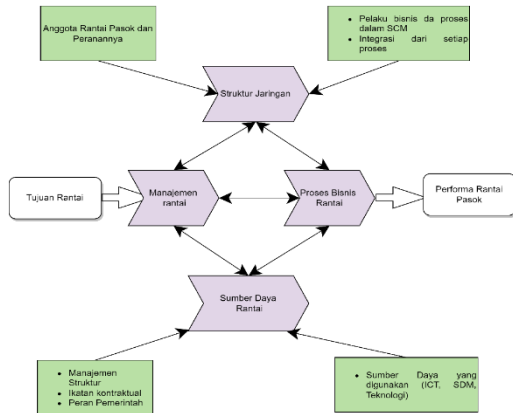 Anggota Rantai Pasok dan
Peranannya
• Pelaku bisnis da proses
dalam SCM
• Integrasi dari setiap
proses
Struktur Jaringan
Tujuan Rantai
Manajemen
rantai
Proses Bisnis
Rantai
Performa Rantai
Pasok
Sumber Daya
Rantai
• Manajemen
Struktur
• Ikatan kontraktual
• Peran Pemerintah
• Sumber Daya yang
digunakan (ICT, SDM,
Teknologi)